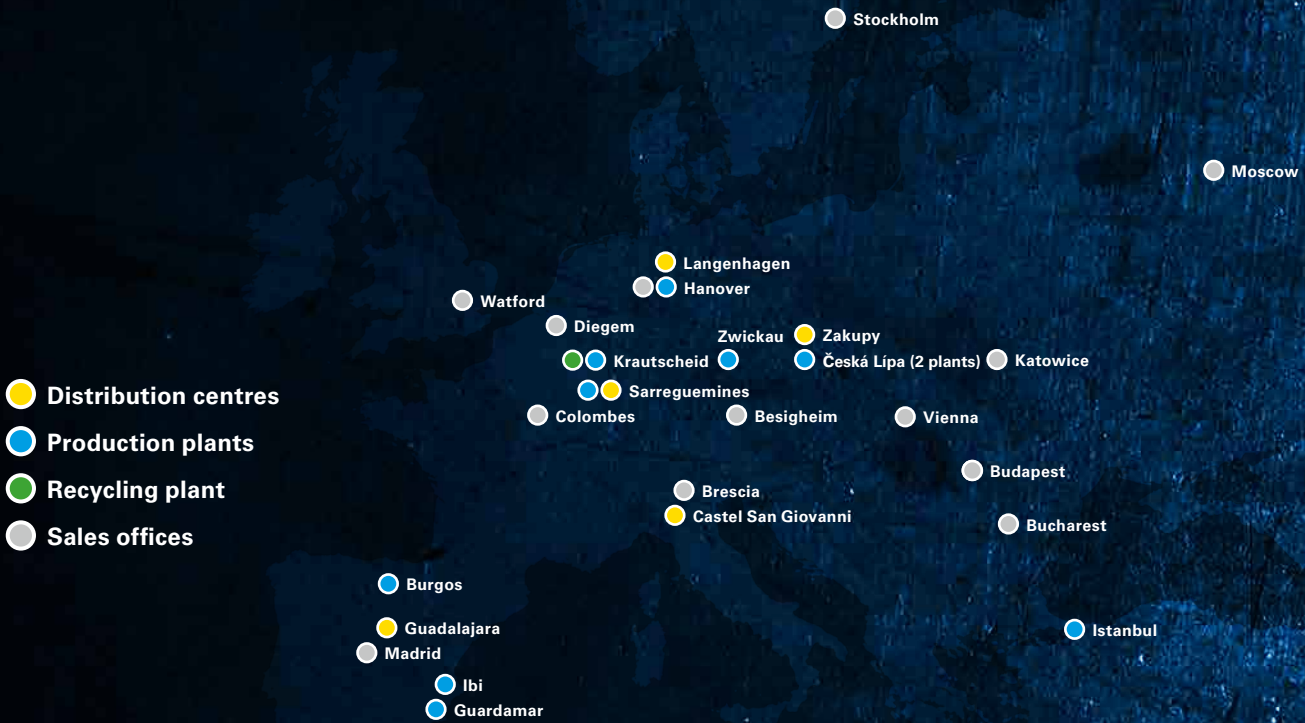 Stockholm
Moscow
Langenhagen
Hanover
Watford
Diegem
Zwickau
Zakupy
Krautscheid
Česká Lípa (2 plants)
Katowice
Sarreguemines
Colombes
Besigheim
Vienna
Budapest
Brescia
Castel San Giovanni
Bucharest
Burgos
Guadalajara
Istanbul
Madrid
Ibi
Guardamar
Distribution centres
Production plants
Recycling plant
Sales offices